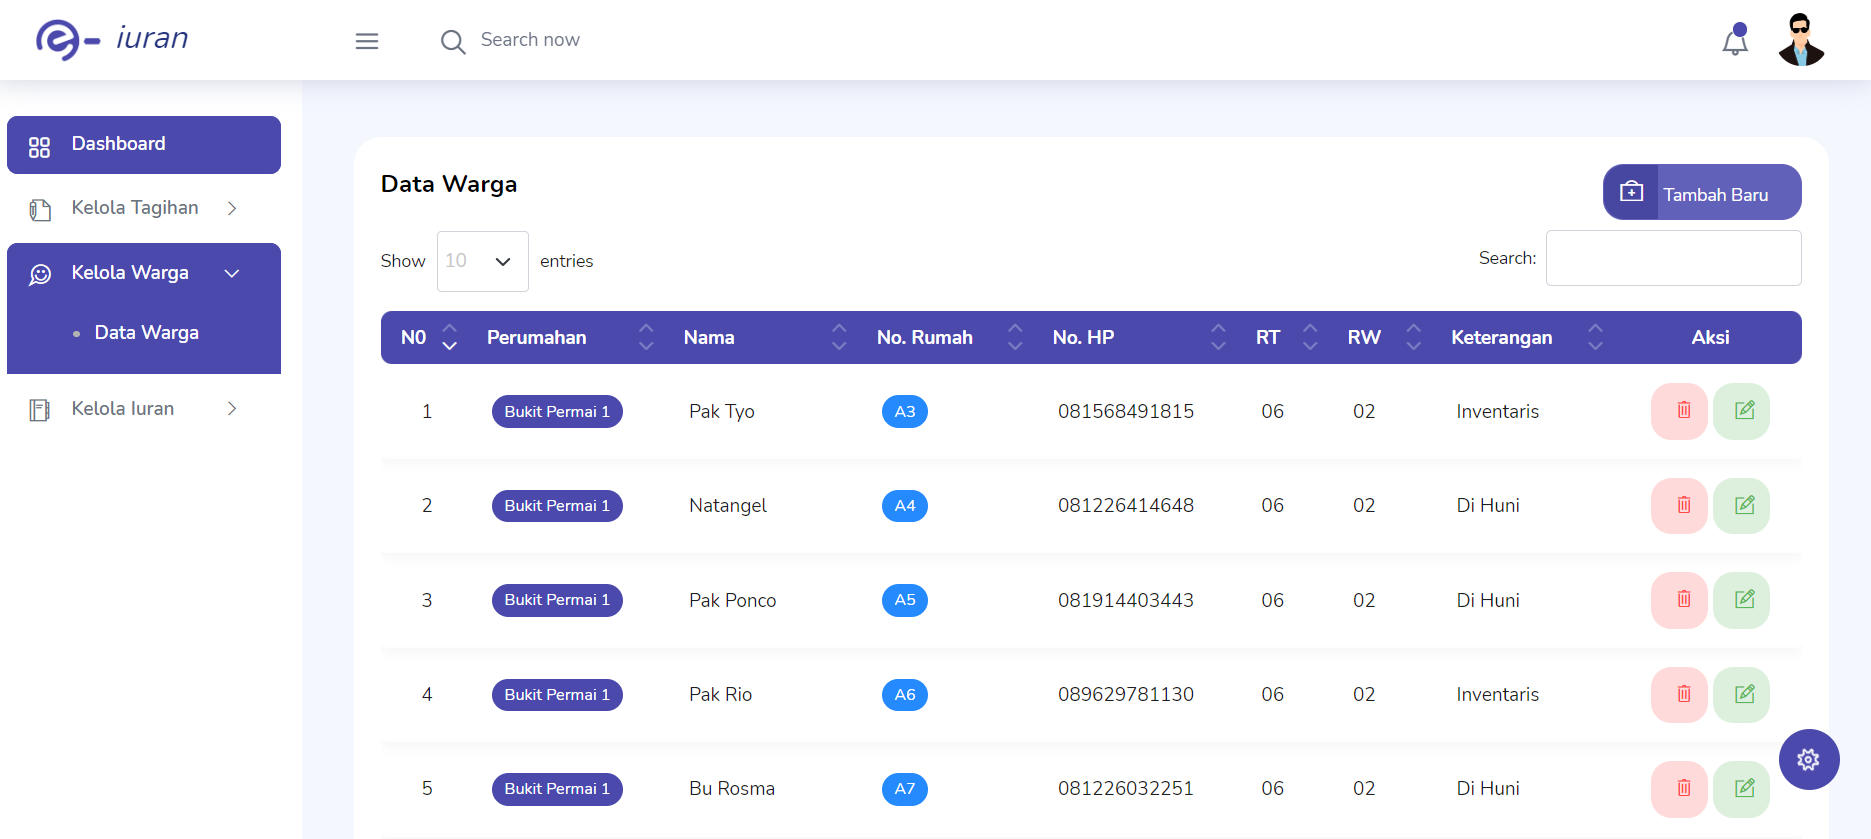 e- iuran
Search now
Dashboard
Kelola Tagihan
Kelola Warga
Data Warga
Kelola Iuran
Data Warga
Tambah Baru
Show 10 entries
Search:
N0 Perumahan Nama No. Rumah No. HP RT RW Keterangan Aksi
1 Bukit Permai 1 Pak Tyo A3 081568491815 06 02 Inventaris
2 Bukit Permai 1 Natangel A4 081226414648 06 02 Di Huni
3 Bukit Permai 1 Pak Ponco A5 081914403443 06 02 Di Huni
4 Bukit Permai 1 Pak Rio A6 089629781130 06 02 Inventaris
5 Bukit Permai 1 Bu Rosma A7 081226032251 06 02 Di Huni